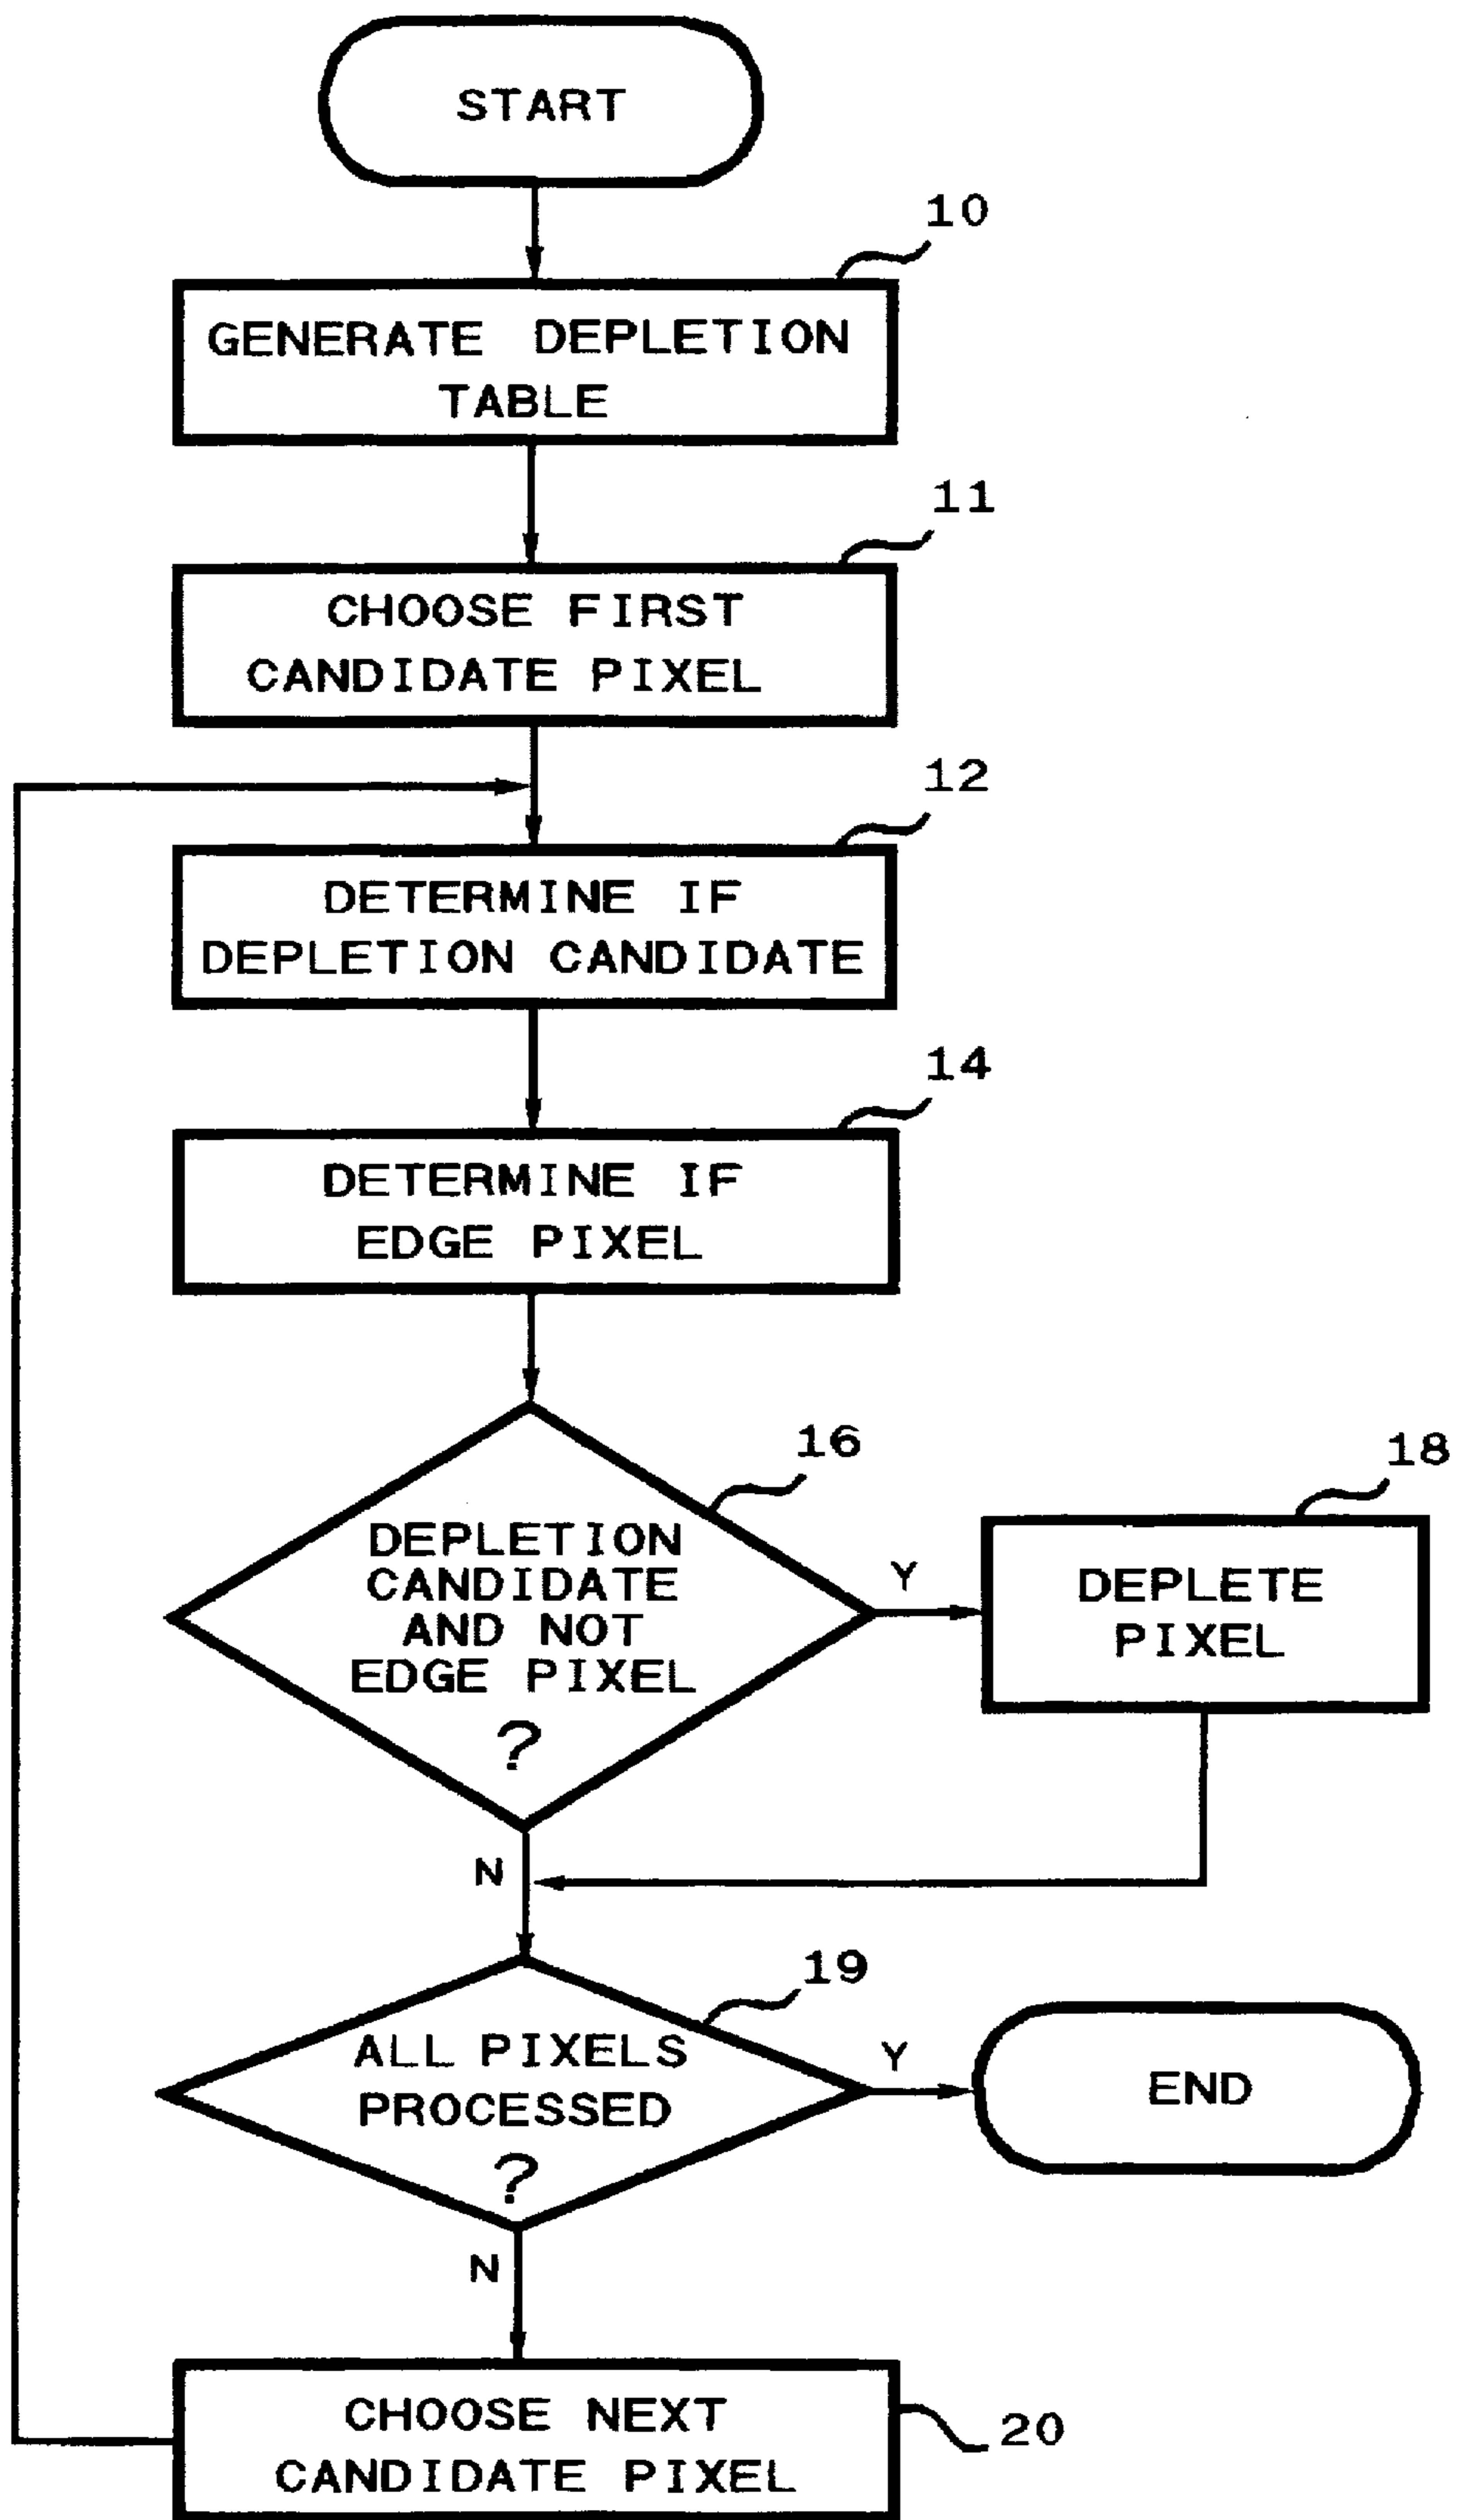 START
10
GENERATE DEPLETION
TABLE
11
CHOOSE FIRST
CANDIDATE PIXEL
12
DETERMINE IF
DEPLETION CANDIDATE
14
DETERMINE IF
EDGE PIXEL
16
DEPLETION
CANDIDATE
AND NOT
EDGE PIXEL
?
Y
18
DEPLETE
PIXEL
N
19
ALL PIXELS
PROCESSED
?
Y
END
N
CHOOSE NEXT
CANDIDATE PIXEL
20